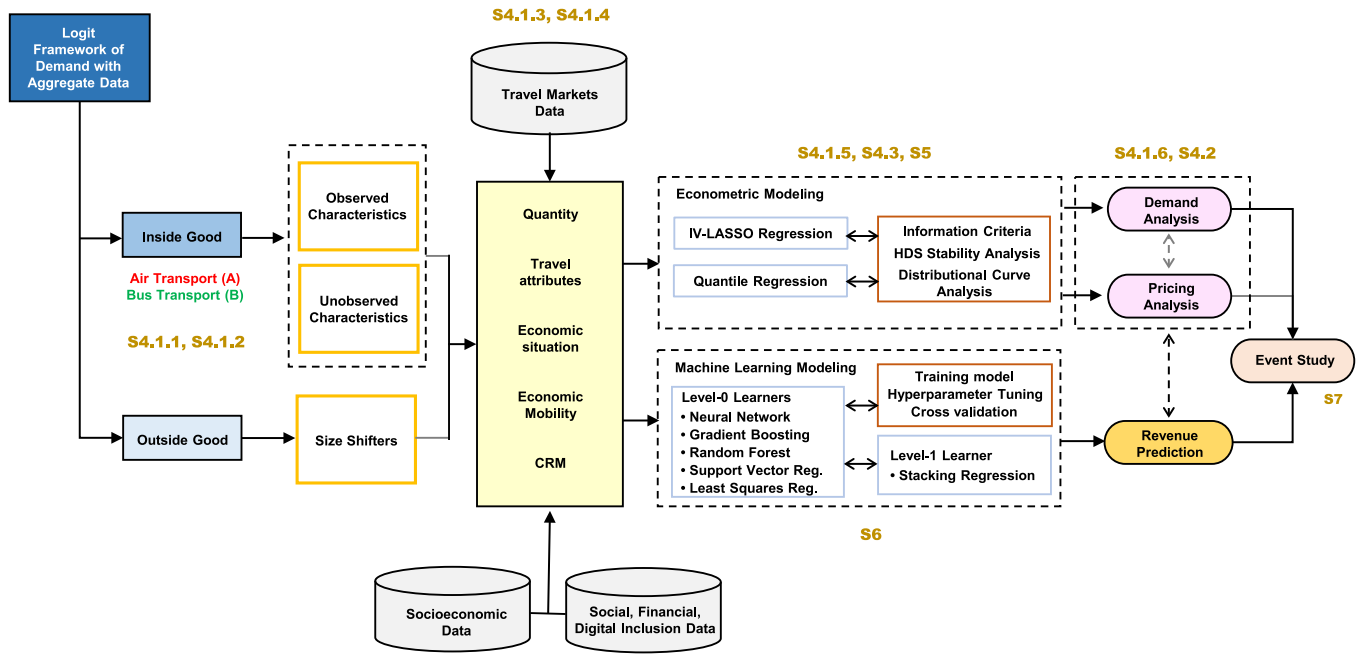 Logit
Framework of
Demand with
Aggregate Data
Inside Good
Air Transport (A)
Bus Transport (B)
S4.1.1, S4.1.2
Outside Good
Observed
Characteristics
Unobserved
Characteristics
Size Shifters
S4.1.3, S4.1.4
Travel Markets
Data
Quantity
Travel
attributes
Economic
situation
Economic
Mobility
CRM
Socioeconomic
Data
Social, Financial,
Digital Inclusion Data
S4.1.5, S4.3, S5
Econometric Modeling
IV-LASSO Regression
Quantile Regression
Information Criteria
HDS Stability Analysis
Distributional Curve
Analysis
Machine Learning Modeling
Level-0 Learners
• Neural Network
• Gradient Boosting
• Random Forest
• Support Vector Reg.
• Least Squares Reg.
Training model
Hyperparameter Tuning
Cross validation
Level-1 Learner
• Stacking Regression
S6
S4.1.6, S4.2
Demand
Analysis
Pricing
Analysis
Revenue
Prediction
Event Study
S7